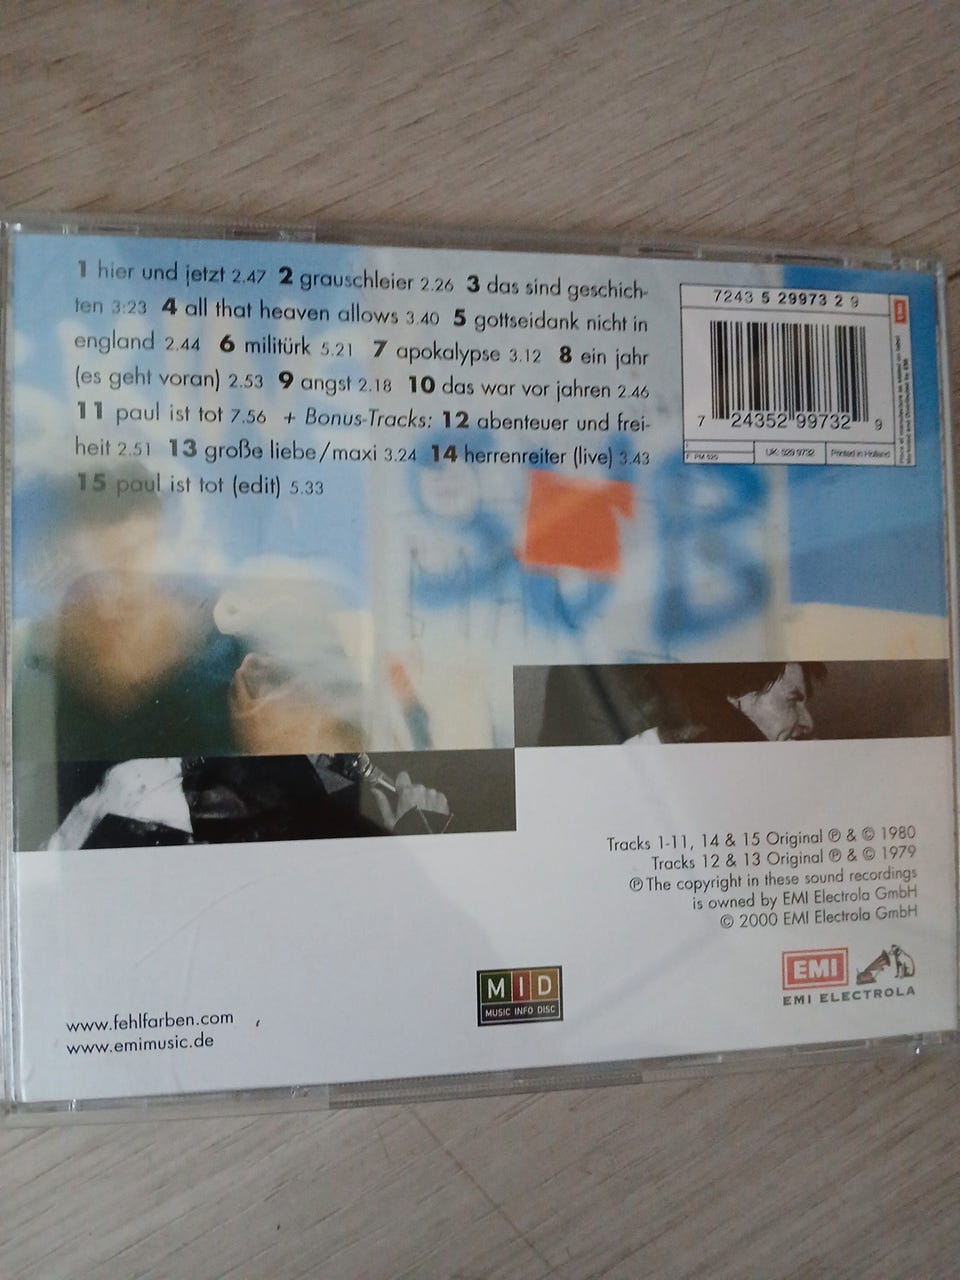 1 hier und jetzt 2.47 2 grauschleier 2.26 3 das sind geschich-
ten 3:23 4 all that heaven allows 3.40 5 gottseidank nicht in
england 2.44 6 militürk 5.21 7 apokalypse 3.12 8 ein jahr
(es geht voran) 2.53 9 angst 2.18 10 das war vor jahren 2.46
11 paul ist tot 7.56 + Bonus-Tracks: 12 abenteuer und frei-
heit 2.51 13 große liebe/maxi 3.24 14 herrenreiter (live) 3.43
15 paul ist tot (edit) 5.33
7243 5 29973 2 9
EMI
7 24352 99732 9
F: PM 520
UK: 529 9732
Printed in Holland
Tracks 1-11, 14 & 15 Original ℗ & © 1980
Tracks 12 & 13 Original ℗ & © 1979
℗ The copyright in these sound recordings
is owned by EMI Electrola GmbH
© 2000 EMI Electrola GmbH
EMI
EMI ELECTROLA
MID
MUSIC INFO DISC
www.fehlfarben.com
www.emimusic.de